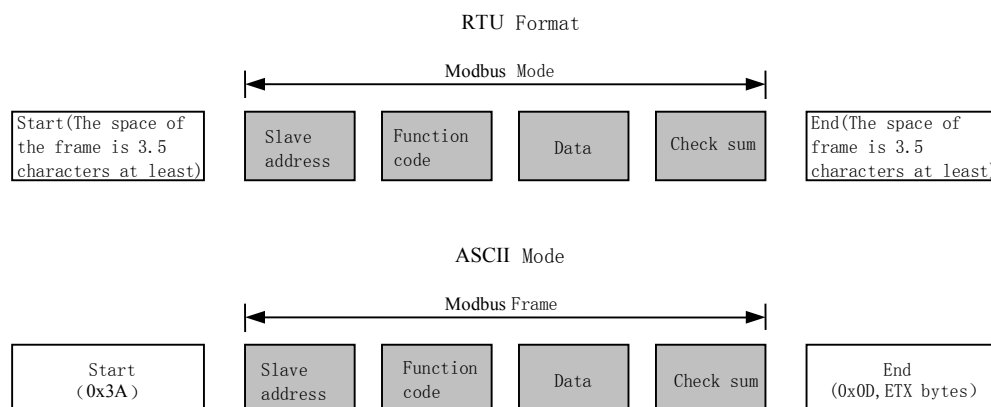 RTU Format
Modbus Mode
Start(The space of
the frame is 3.5
characters at least)
Slave
address
Function
code
Data
Check sum
End(The space of
frame is 3.5
characters at least)
ASCII Mode
Modbus Frame
Start
(0x3A)
Slave
address
Function
code
Data
Check sum
End
(0x0D,ETX bytes)